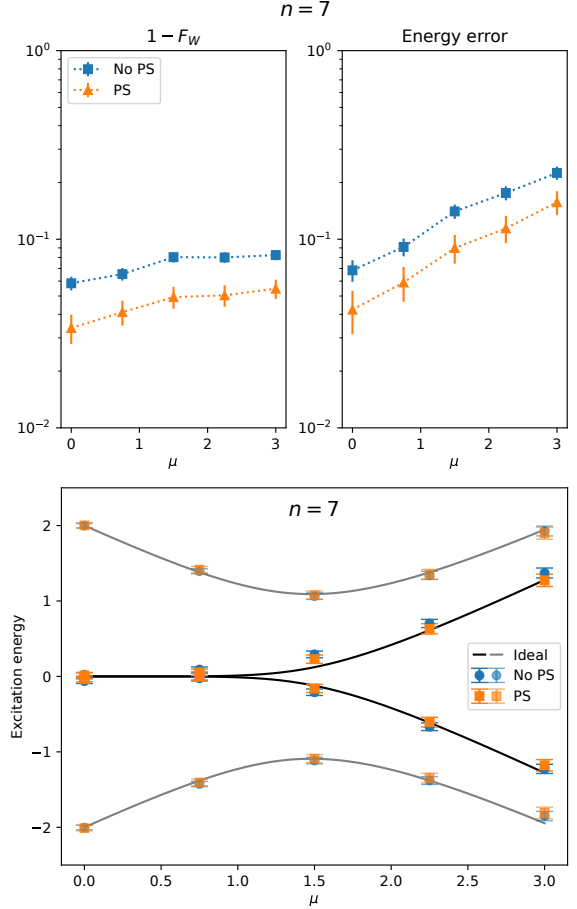 n = 7
1 − F_W
Energy error
No PS
PS
10^0
10^−1
10^−2
0 1 2 3
μ
10^0
10^−1
10^−2
0 1 2 3
μ
n = 7
Excitation energy
2
1
0
−1
−2
Ideal
No PS
PS
0.0 0.5 1.0 1.5 2.0 2.5 3.0
μ